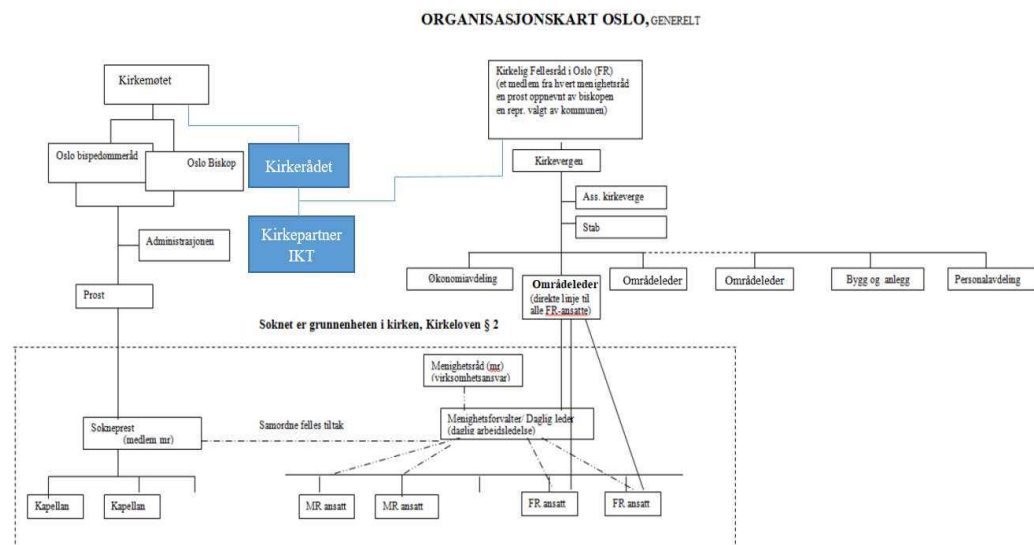 ORGANISASJONSKART OSLO, GENERELT
Kirkemøtet
Kirkelig Fellesråd i Oslo (FR)
(et medlem fra hvert menighetsråd
en prost oppnevnt av biskopen
en repr. valgt av kommunen)
Oslo bispedommeråd
Oslo Biskop
Kirkerådet
Kirkevergen
Ass. kirkeverge
Stab
Kirkepartner
IKT
Administrasjonen
Økonomiavdeling
Områdeleder
(direkte linje til
alle FR-ansatte)
Områdeleder
Områdeleder
Bygg og anlegg
Personalavdeling
Prost
Soknet er grunnenheten i kirken, Kirkeloven § 2
Menighetsråd (mr)
(virksomhetsansvar)
Sokneprest
(medlem mr)
Samordne felles tiltak
Menighetsforvalter/ Daglig leder
(daglig arbeidsledelse)
Kapellan
Kapellan
MR ansatt
MR ansatt
FR ansatt
FR ansatt